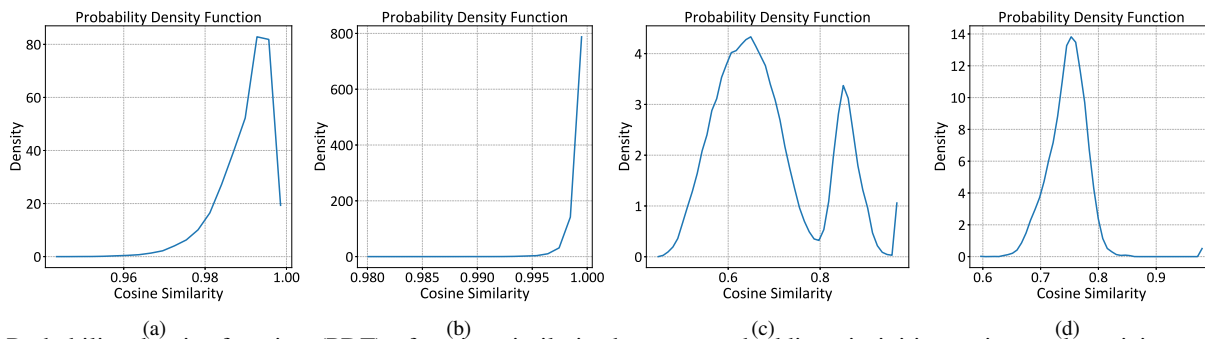 Probability Density Function
80
60
40
20
0
0.96 0.98 1.00
Density
Cosine Similarity
(a)
Probability Density Function
800
600
400
200
0
0.980 0.985 0.990 0.995 1.000
Density
Cosine Similarity
(b)
Probability Density Function
4
3
2
1
0
0.6 0.8
Density
Cosine Similarity
(c)
Probability Density Function
14
12
10
8
6
4
2
0
0.6 0.7 0.8 0.9
Density
Cosine Similarity
(d)